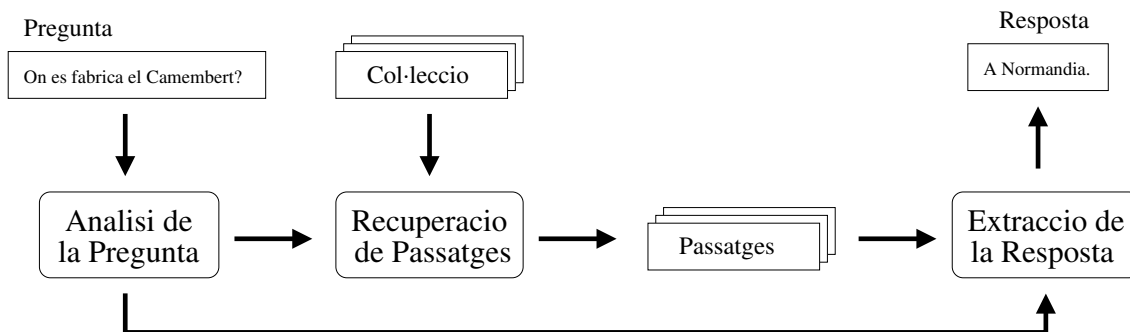 Pregunta
On es fabrica el Camembert?
Col·leccio
Resposta
A Normandia.
Analisi de
la Pregunta
Recuperacio
de Passatges
Passatges
Extraccio de
la Resposta